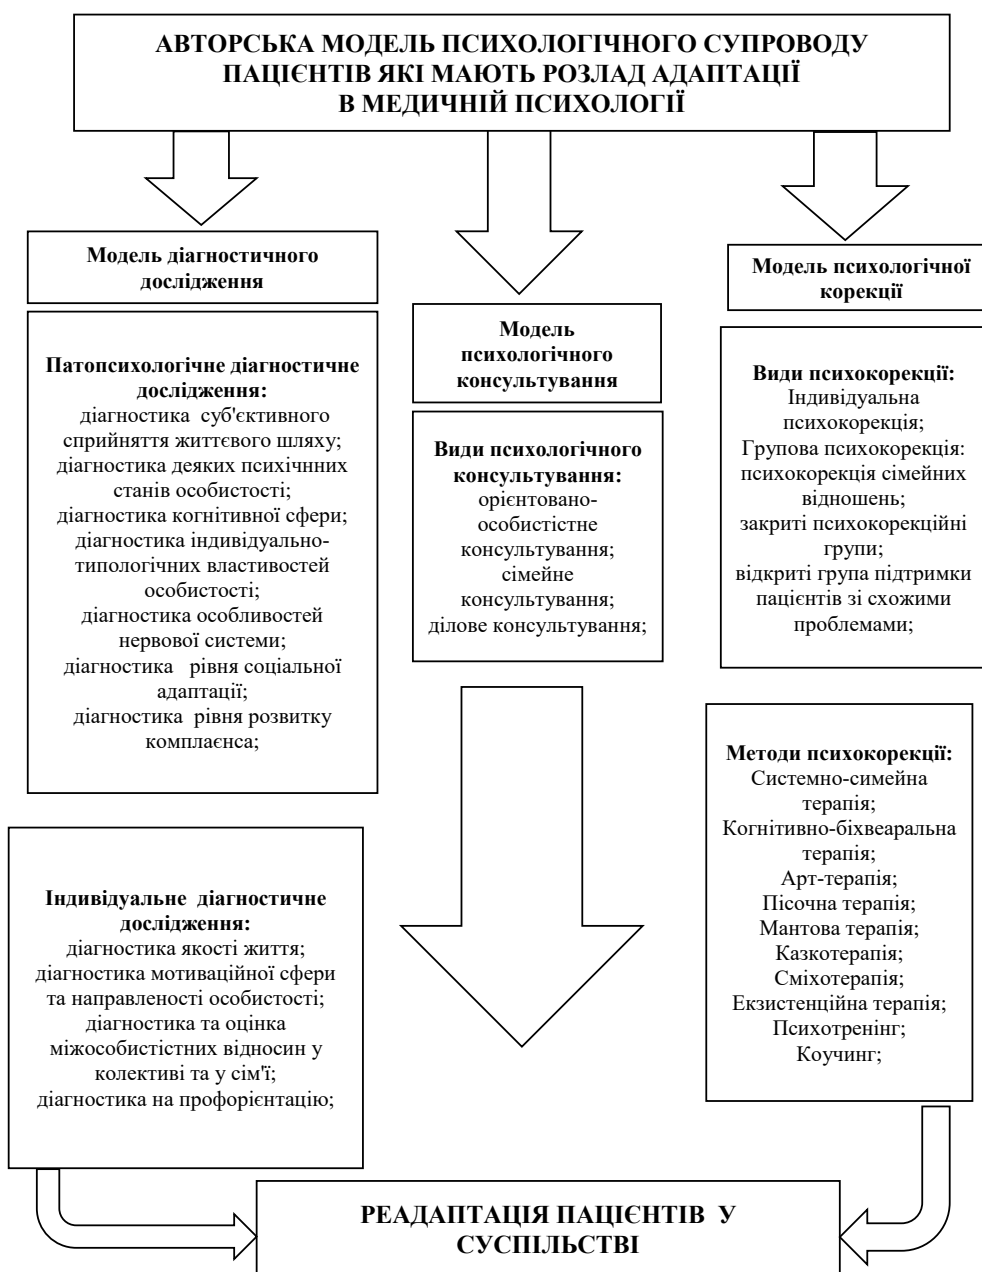 АВТОРСЬКА МОДЕЛЬ ПСИХОЛОГІЧНОГО СУПРОВОДУ
ПАЦІЄНТІВ ЯКІ МАЮТЬ РОЗЛАД АДАПТАЦІЇ
В МЕДИЧНІЙ ПСИХОЛОГІЇ
Модель діагностичного
дослідження
Патопсихологічне діагностичне
дослідження:
діагностика суб'єктивного
сприйняття життєвого шляху;
діагностика деяких психічнних
станів особистості;
діагностика когнітивної сфери;
діагностика індивідуально-
типологічних властивостей
особистості;
діагностика особливостей
нервової системи;
діагностика рівня соціальної
адаптації;
діагностика рівня розвитку
комплаєнса;
Індивідуальне діагностичне
дослідження:
діагностика якості життя;
діагностика мотиваційної сфери
та направленості особистості;
діагностика та оцінка
міжособистістних відносин у
колективі та у сім'ї;
діагностика на профорієнтацію;
Модель
психологічного
консультування
Види психологічного
консультування:
орієнтовано-
особистістне
консультування;
сімейне
консультування;
ділове консультування;
Модель психологічної
корекції
Види психокорекції:
Індивідуальна
психокорекція;
Групова психокорекція:
психокорекція сімейних
відношень;
закриті психокорекційні
групи;
відкриті група підтримки
пацієнтів зі схожими
проблемами;
Методи психокорекції:
Системно-симейна
терапія;
Когнітивно-біхвеаральна
терапія;
Арт-терапія;
Пісочна терапія;
Мантова терапія;
Казкотерапія;
Сміхотерапія;
Екзистенційна терапія;
Психотренінг;
Коучинг;
РЕАДАПТАЦІЯ ПАЦІЄНТІВ У
СУСПІЛЬСТВІ